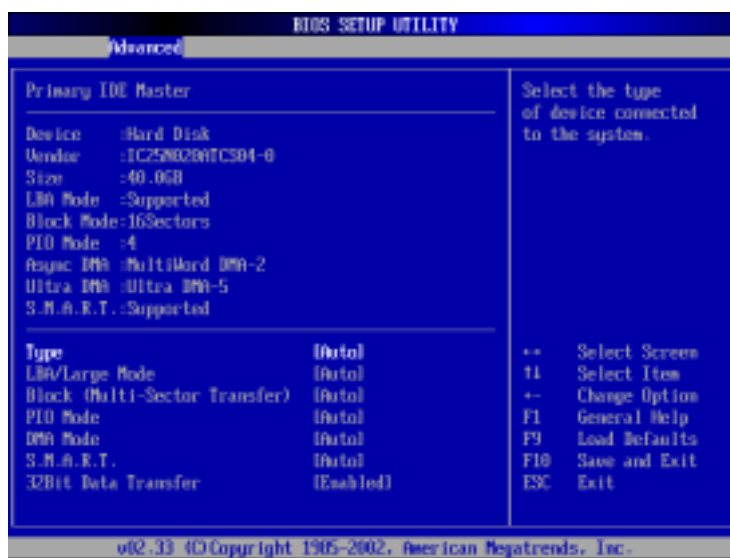 BIOS SETUP UTILITY
Advanced
Primary IDE Master
Device :Hard Disk
Vendor :IC25N020ATCS04-0
Size :40.0GB
LBA Mode :Supported
Block Mode:16Sectors
PIO Mode :4
Async DMA :MultiWord DMA-2
Ultra DMA :Ultra DMA-5
S.M.A.R.T.:Supported
Type [Auto]
LBA/Large Mode [Auto]
Block (Multi-Sector Transfer) [Auto]
PIO Mode [Auto]
DMA Mode [Auto]
S.M.A.R.T. [Auto]
32Bit Data Transfer [Enabled]
Select the type
of device connected
to the system.
↔ Select Screen
↑↓ Select Item
+- Change Option
F1 General Help
F9 Load Defaults
F10 Save and Exit
ESC Exit
v02.33 (C)Copyright 1985-2002, American Megatrends, Inc.